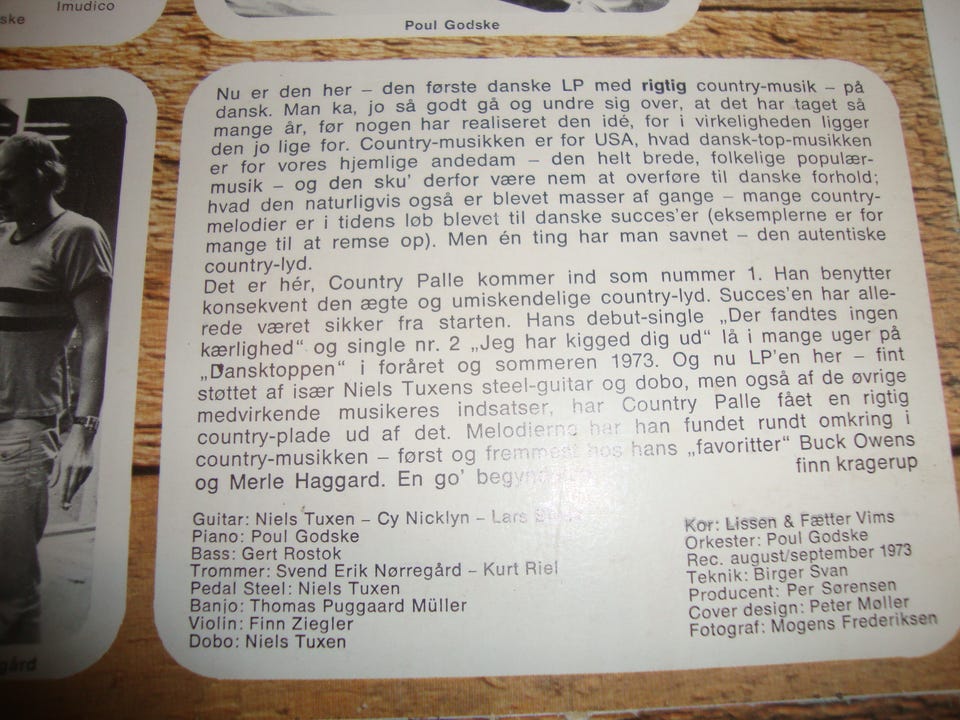 ske
Imudico
Poul Godske
Nu er den her – den første danske LP med rigtig country-musik – på
dansk. Man ka, jo så godt gå og undre sig over, at det har taget så
mange år, før nogen har realiseret den idé, for i virkeligheden ligger
den jo lige for. Country-musikken er for USA, hvad dansk-top-musikken
er for vores hjemlige andedam – den helt brede, folkelige populær-
musik – og den sku' derfor være nem at overføre til danske forhold;
hvad den naturligvis også er blevet masser af gange – mange country-
melodier er i tidens løb blevet til danske succes'er (eksemplerne er for
mange til at remse op). Men én ting har man savnet – den autentiske
country-lyd.
Det er hér, Country Palle kommer ind som nummer 1. Han benytter
konsekvent den ægte og umiskendelige country-lyd. Succes'en har alle-
rede været sikker fra starten. Hans debut-single „Der fandtes ingen
kærlighed“ og single nr. 2 „Jeg har kigged dig ud“ lå i mange uger på
„Dansktoppen“ i foråret og sommeren 1973. Og nu LP'en her – fint
støttet af især Niels Tuxens steel-guitar og dobo, men også af de øvrige
medvirkende musikeres indsatser, har Country Palle fået en rigtig
country-plade ud af det. Melodierne har han fundet rundt omkring i
country-musikken – først og fremmest hos hans „favoritter“ Buck Owens
og Merle Haggard. En go'
finn kragerup
Guitar: Niels Tuxen – Cy Nicklyn – Lars
Piano: Poul Godske
Bass: Gert Rostok
Trommer: Svend Erik Nørregård – Kurt Riel
Pedal Steel: Niels Tuxen
Banjo: Thomas Puggaard Müller
Violin: Finn Ziegler
Dobo: Niels Tuxen
Kor: Lissen & Fætter Vims
Orkester: Poul Godske
Rec. august/september 1973
Teknik: Birger Svan
Producent: Per Sørensen
Cover design: Peter Møller
Fotograf: Mogens Frederiksen
gård